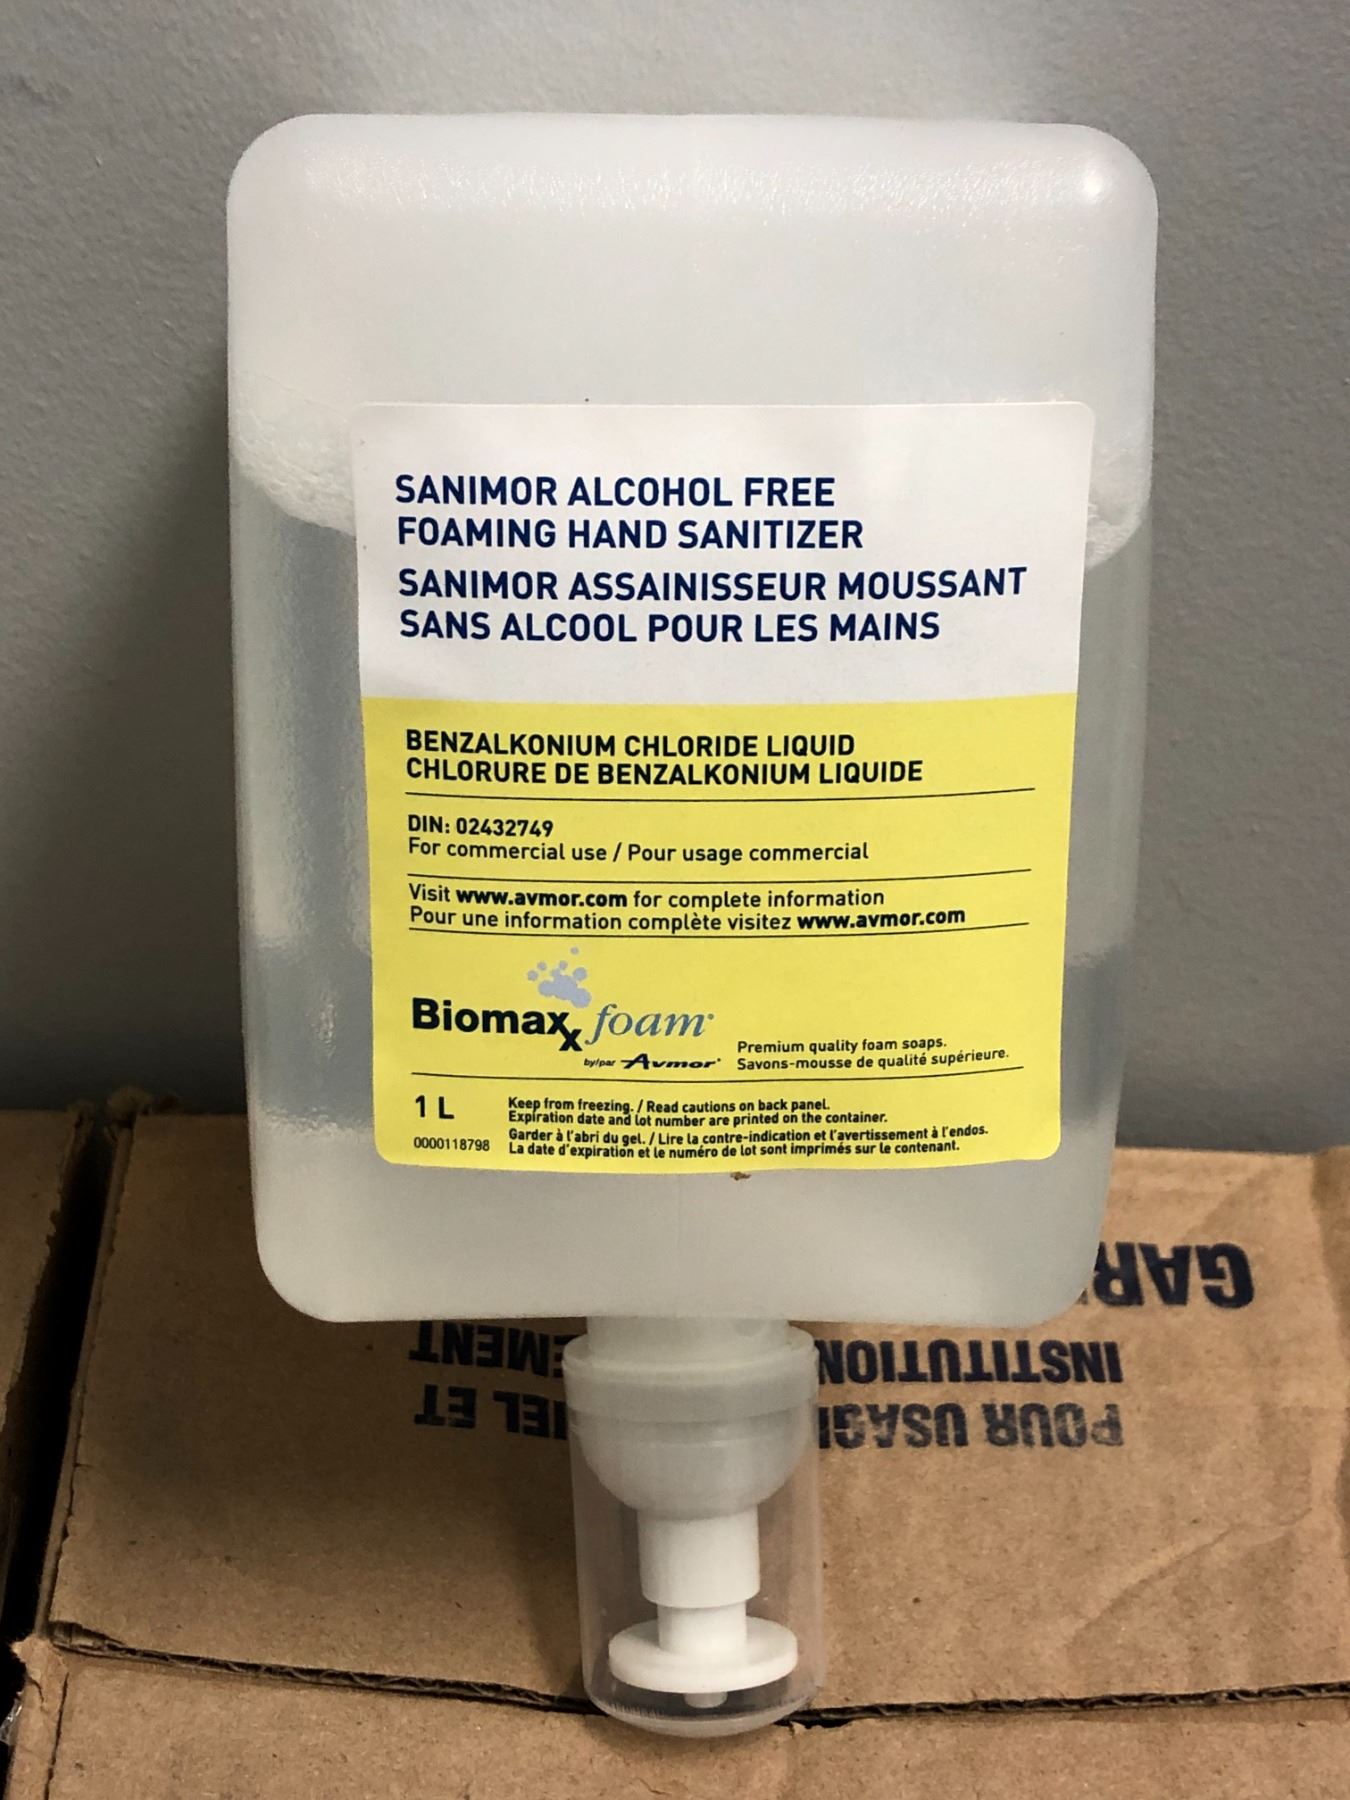 SANIMOR ALCOHOL FREE
FOAMING HAND SANITIZER
SANIMOR ASSAINISSEUR MOUSSANT
SANS ALCOOL POUR LES MAINS
BENZALKONIUM CHLORIDE LIQUID
CHLORURE DE BENZALKONIUM LIQUIDE
DIN: 02432749
For commercial use / Pour usage commercial
Visit www.avmor.com for complete information
Pour une information complète visitez www.avmor.com
Biomaxx foam
by/par Avmor
Premium quality foam soaps.
Savons-mousse de qualité supérieure.
1 L
0000118798
Keep from freezing. / Read cautions on back panel.
Expiration date and lot number are printed on the container.
Garder à l'abri du gel. / Lire la contre-indication et l'avertissement à l'endos.
La date d'expiration et le numéro de lot sont imprimés sur le contenant.
POUR USAG IEL ET
INSTITUTION EMENT
GAR